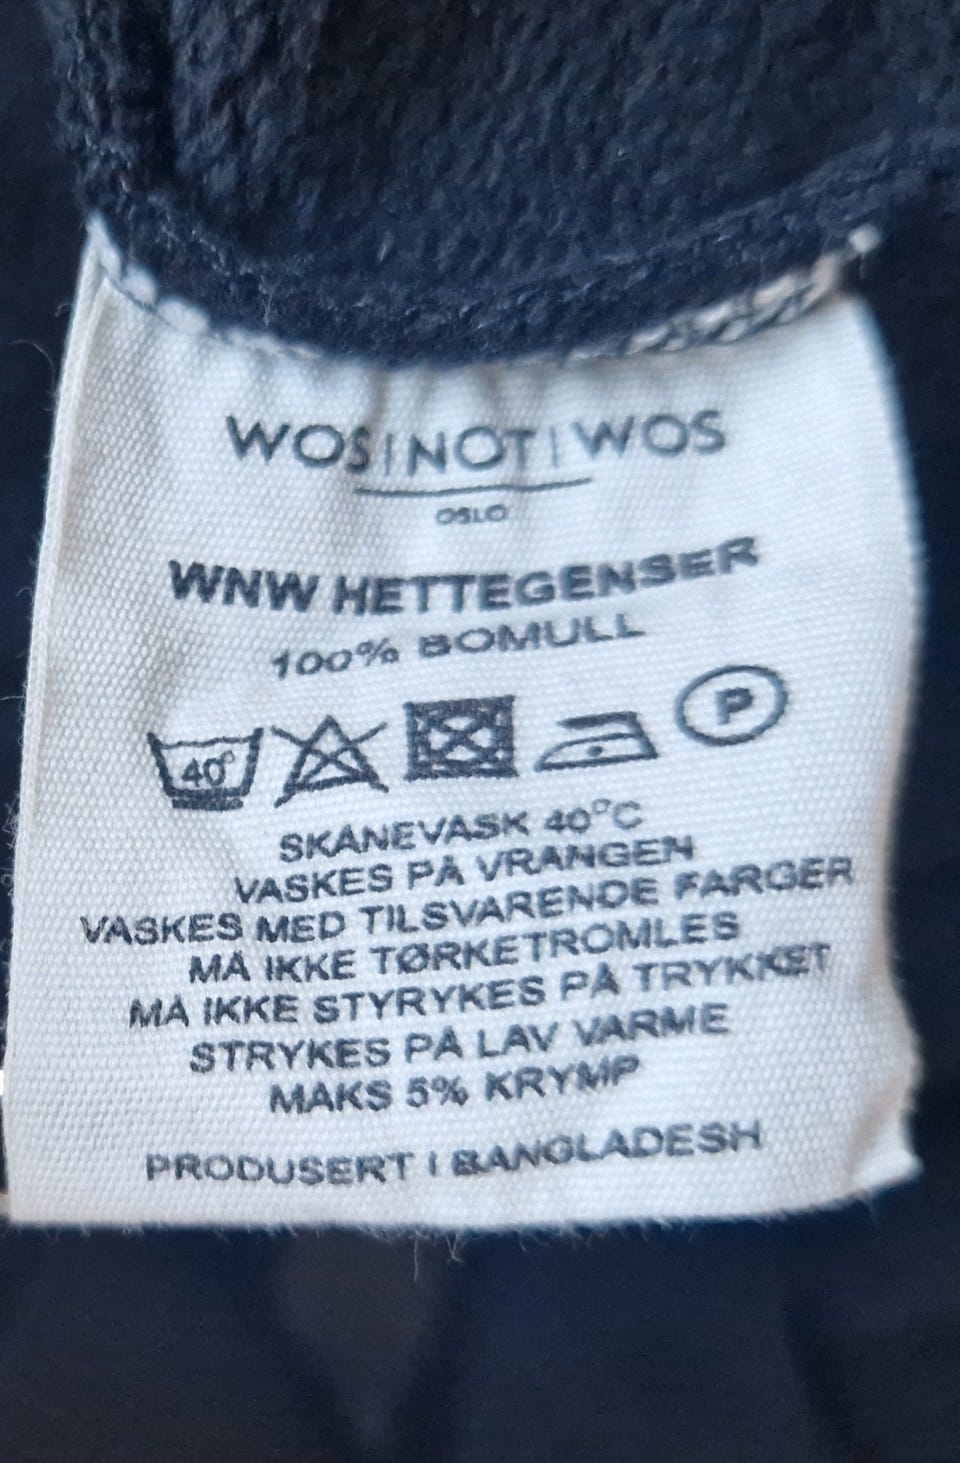 WOS|NOT|WOS
OSLO
WNW HETTEGENSER
100% BOMULL
40° P
SKÅNEVASK 40°C
VASKES PÅ VRANGEN
VASKES MED TILSVARENDE FARGER
MÅ IKKE TØRKETROMLES
MÅ IKKE STYRYKES PÅ TRYKKET
STRYKES PÅ LAV VARME
MAKS 5% KRYMP
PRODUSERT I BANGLADESH